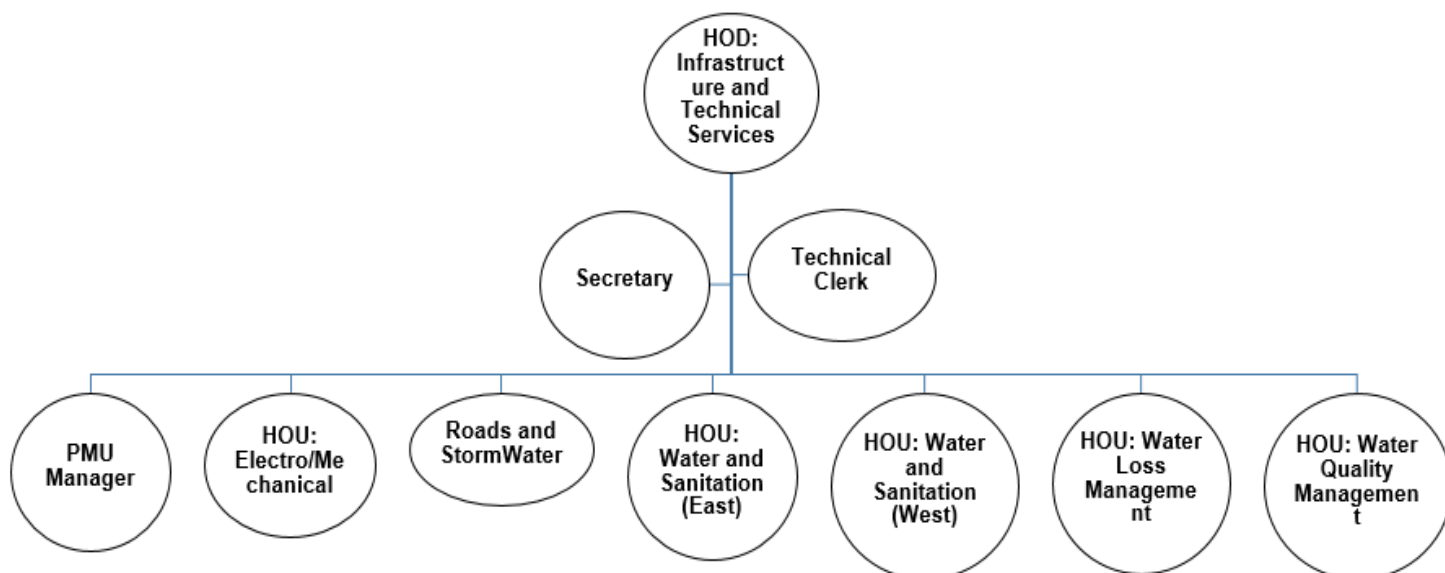 HOD:
Infrastruct
ure and
Technical
Services
Secretary
Technical
Clerk
PMU
Manager
HOU:
Electro/Me
chanical
Roads and
StormWater
HOU:
Water and
Sanitation
(East)
HOU: Water
and
Sanitation
(West)
HOU: Water
Loss
Manageme
nt
HOU: Water
Quality
Managemen
t